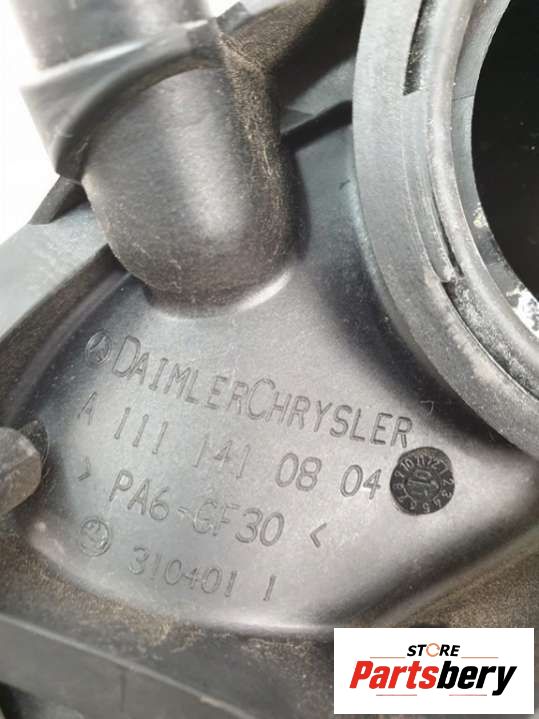 DAIMLERCHRYSLER
A 111 141 08 04
> PA6-GF30 <
310401 1
STORE
Partsbery